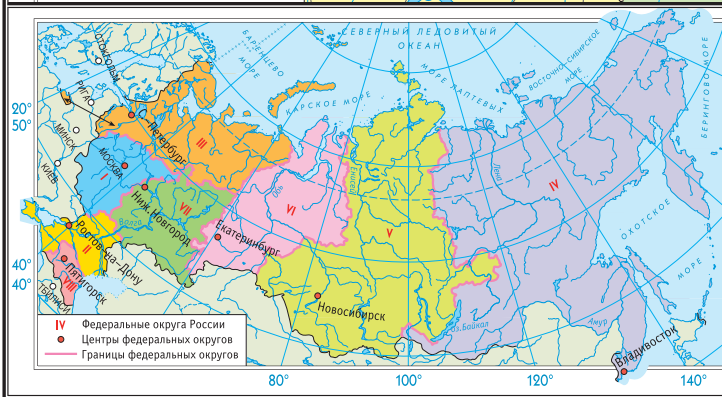 СЕВЕРНЫЙ ЛЕДОВИТЫЙ
ОКЕАН
БАРЕНЦЕВО
МОРЕ
КАРСКОЕ МОРЕ
МОРЕ ЛАПТЕВЫХ
ВОСТОЧНО-СИБИРСКОЕ
МОРЕ
БЕРИНГОВО МОРЕ
ОХОТСКОЕ
МОРЕ
СТОКГОЛЬМ
РИГА
МИНСК
КИЕВ
ТБИЛИСИ
МОСКВА
С.-Петербург
Ниж.Новгород
Ростов-на-Дону
Пятигорск
Екатеринбург
Новосибирск
Владивосток
Волга
Обь
Енисей
Лена
оз.Байкал
Амур
I
II
III
IV
V
VI
VII
VIII
20°
50°
40°
40°
80°
100°
120°
140°
IV Федеральные округа России
Центры федеральных округов
Границы федеральных округов